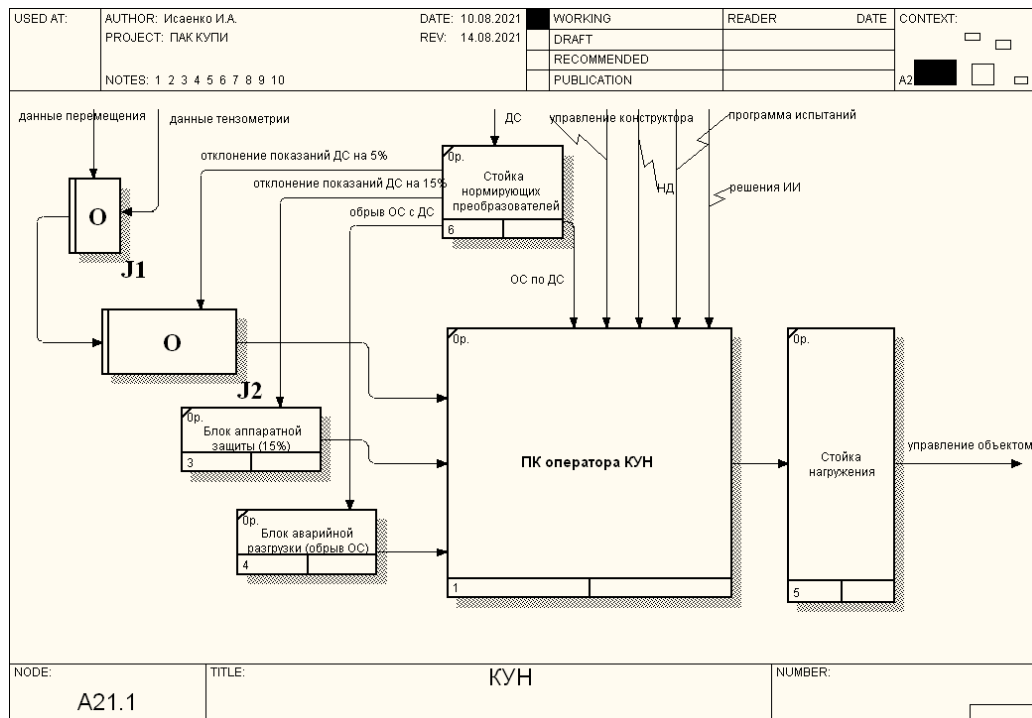 USED AT:
AUTHOR: Исаенко И.А.
DATE: 10.08.2021
PROJECT: ПАК КУПИ
REV: 14.08.2021
NOTES: 1 2 3 4 5 6 7 8 9 10
WORKING
DRAFT
RECOMMENDED
PUBLICATION
READER
DATE
CONTEXT:
A2
данные перемещения
данные тензометрии
ДС
управление конструктора
программа испытаний
отклонение показаний ДС на 5%
отклонение показаний ДС на 15%
обрыв ОС с ДС
0р.
Стойка
нормирующих
преобразователей
6
НД
решения ИИ
O
J1
ОС по ДС
O
J2
0р.
Блок аппаратной
защиты (15%)
3
0р.
Блок аварийной
разгрузки (обрыв ОС)
4
0р.
ПК оператора КУН
1
0р.
Стойка
нагружения
5
управление объектом
NODE:
A21.1
TITLE:
КУН
NUMBER: